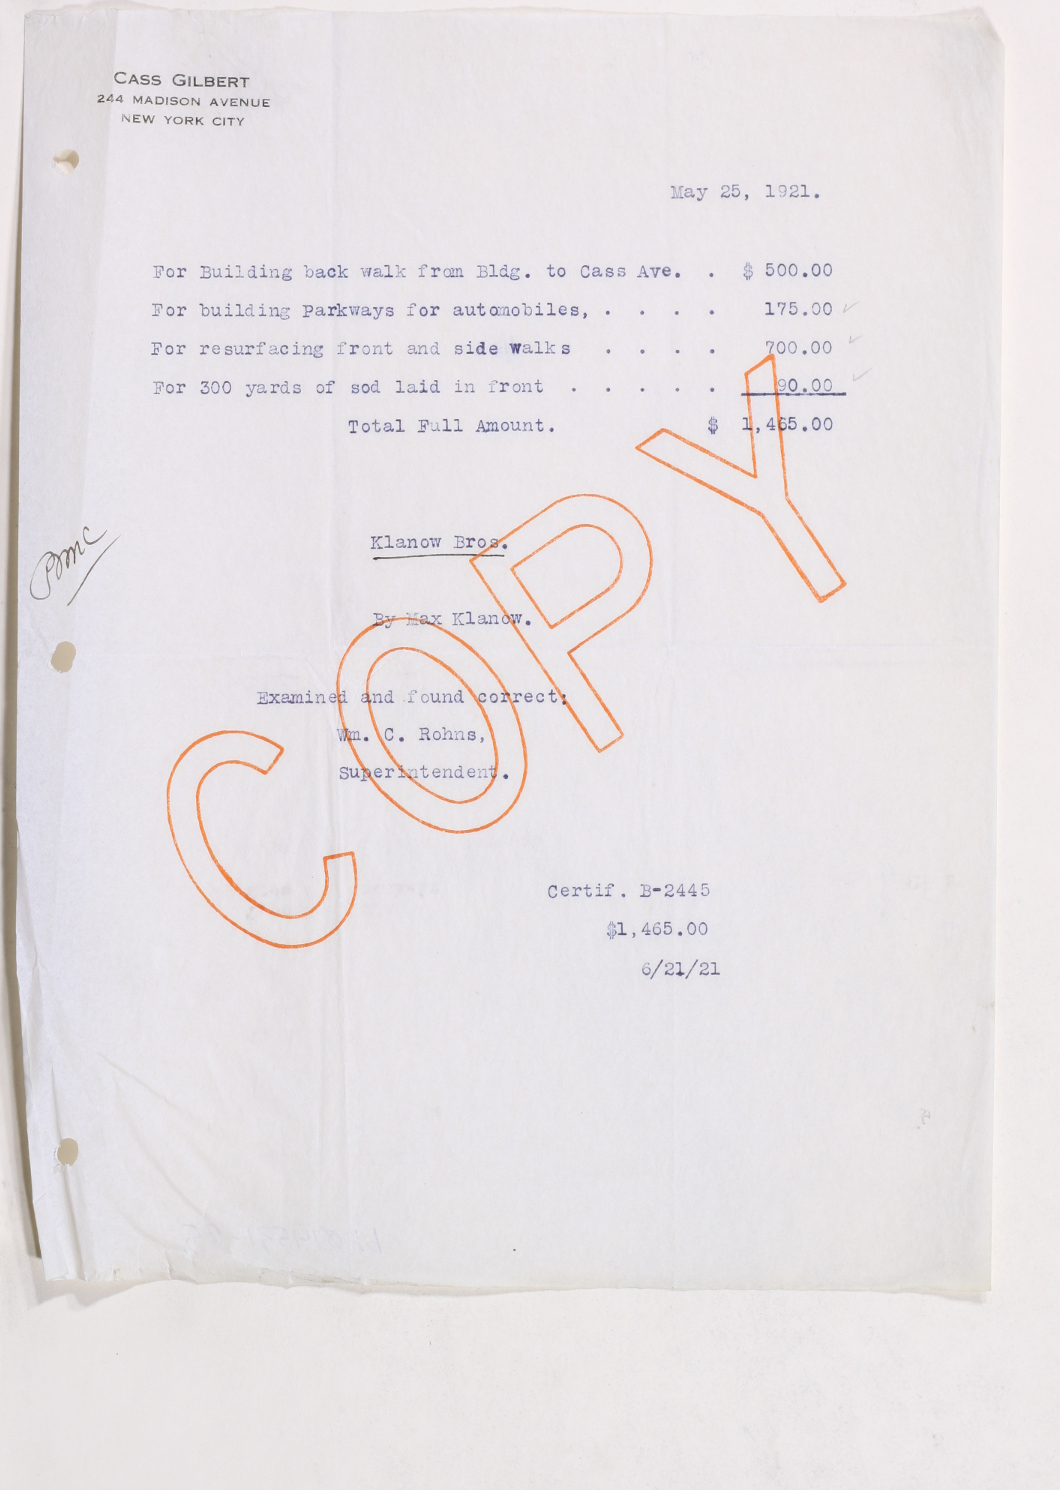 CASS GILBERT
244 MADISON AVENUE
NEW YORK CITY
May 25, 1921.
For Building back walk from Bldg. to Cass Ave. . $ 500.00
For building Parkways for automobiles, . . . . 175.00
For resurfacing front and side walks . . . . 700.00
For 300 yards of sod laid in front . . . . . 90.00
Total Full Amount. $ 1,465.00
Klanow Bros.
By Max Klanow.
Examined and found correct;
Wm. C. Rohns,
Superintendent.
COPY
Certif. B-2445
$1,465.00
6/21/21